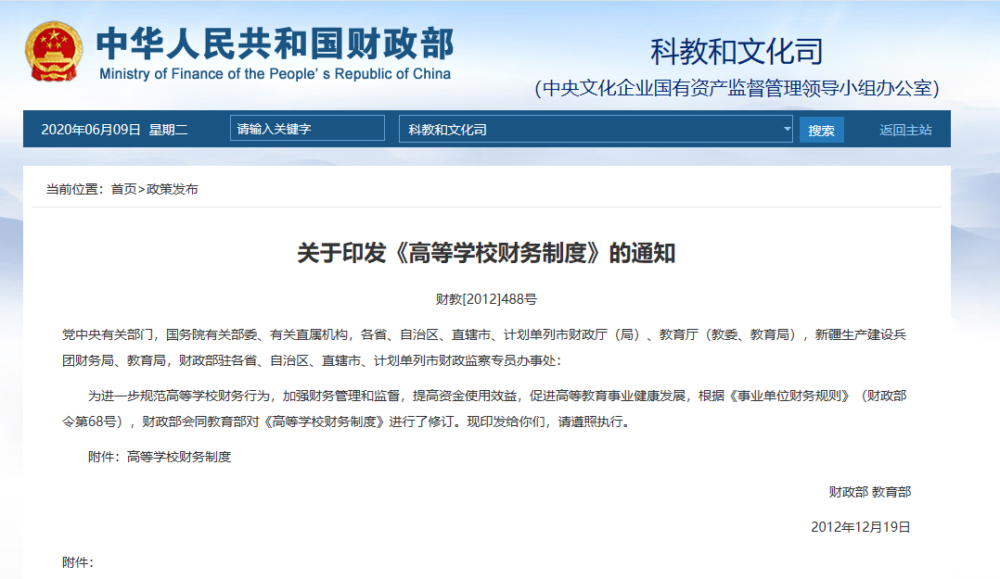 中华人民共和国财政部
Ministry of Finance of the People’s Republic of China
科教和文化司
(中央文化企业国有资产监督管理领导小组办公室)
2020年06月09日 星期二 请输入关键字 科教和文化司 搜索 返回主站
当前位置：首页>政策发布
关于印发《高等学校财务制度》的通知
财教[2012]488号
党中央有关部门，国务院有关部委、有关直属机构，各省、自治区、直辖市、计划单列市财政厅（局）、教育厅（教委、教育局），新疆生产建设兵
团财务局、教育局，财政部驻各省、自治区、直辖市、计划单列市财政监察专员办事处：
为进一步规范高等学校财务行为，加强财务管理和监督，提高资金使用效益，促进高等教育事业健康发展，根据《事业单位财务规则》（财政部
令第68号），财政部会同教育部对《高等学校财务制度》进行了修订。现印发给你们，请遵照执行。
附件：高等学校财务制度
财政部 教育部
2012年12月19日
附件：